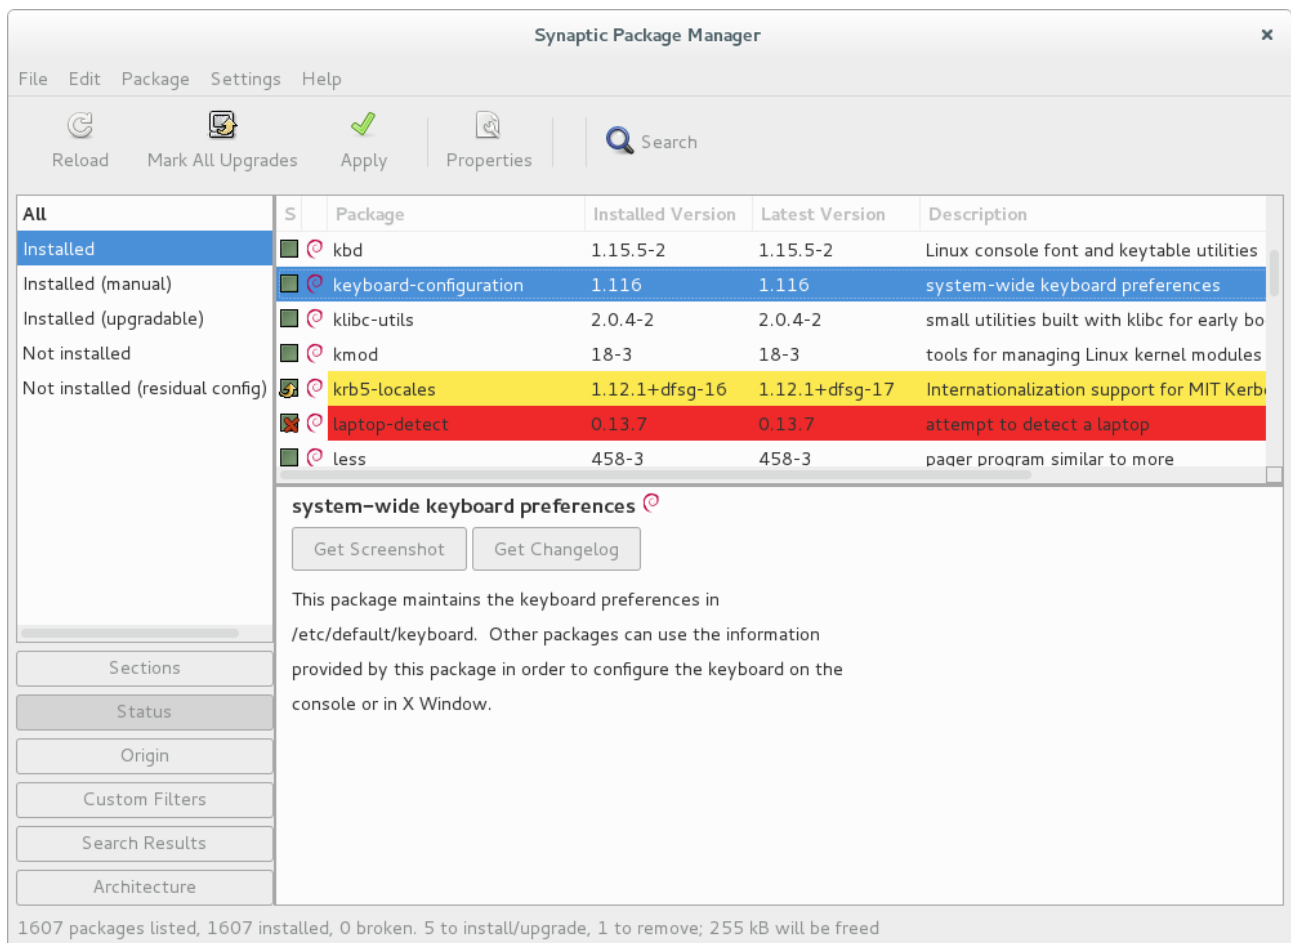 Synaptic Package Manager
File Edit Package Settings Help
Reload Mark All Upgrades Apply Properties Search
All
Installed
Installed (manual)
Installed (upgradable)
Not installed
Not installed (residual config)
S Package Installed Version Latest Version Description
kbd 1.15.5-2 1.15.5-2 Linux console font and keytable utilities
keyboard-configuration 1.116 1.116 system-wide keyboard preferences
klibc-utils 2.0.4-2 2.0.4-2 small utilities built with klibc for early bo
kmod 18-3 18-3 tools for managing Linux kernel modules
krb5-locales 1.12.1+dfsg-16 1.12.1+dfsg-17 Internationalization support for MIT Kerb
laptop-detect 0.13.7 0.13.7 attempt to detect a laptop
less 458-3 458-3 pager program similar to more
system-wide keyboard preferences
Get Screenshot Get Changelog
This package maintains the keyboard preferences in
/etc/default/keyboard. Other packages can use the information
provided by this package in order to configure the keyboard on the
console or in X Window.
Sections
Status
Origin
Custom Filters
Search Results
Architecture
1607 packages listed, 1607 installed, 0 broken. 5 to install/upgrade, 1 to remove; 255 kB will be freed